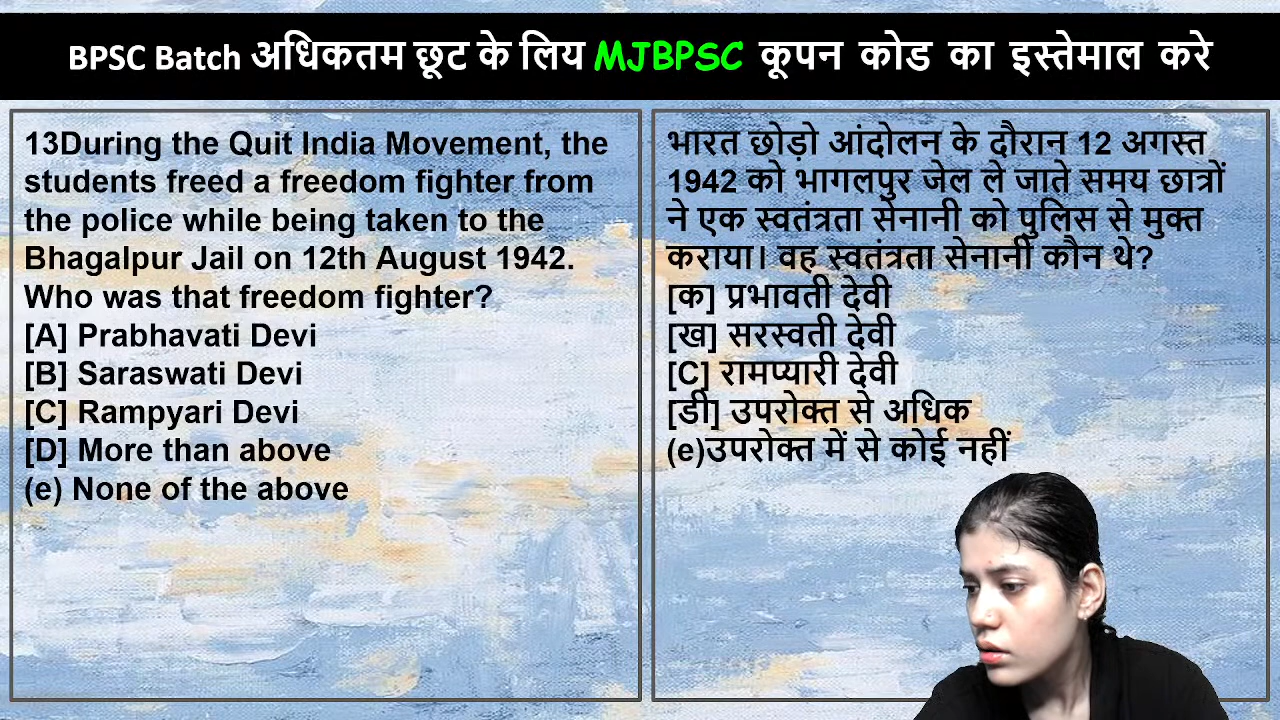 BPSC Batch अधिकतम छूट के लिय MJBPSC कूपन कोड का इस्तेमाल करे
13During the Quit India Movement, the
students freed a freedom fighter from
the police while being taken to the
Bhagalpur Jail on 12th August 1942.
Who was that freedom fighter?
[A] Prabhavati Devi
[B] Saraswati Devi
[C] Rampyari Devi
[D] More than above
(e) None of the above
भारत छोड़ो आंदोलन के दौरान 12 अगस्त
1942 को भागलपुर जेल ले जाते समय छात्रों
ने एक स्वतंत्रता सेनानी को पुलिस से मुक्त
कराया। वह स्वतंत्रता सेनानी कौन थे?
[क] प्रभावती देवी
[ख] सरस्वती देवी
[C] रामप्यारी देवी
[डी] उपरोक्त से अधिक
(e)उपरोक्त में से कोई नहीं